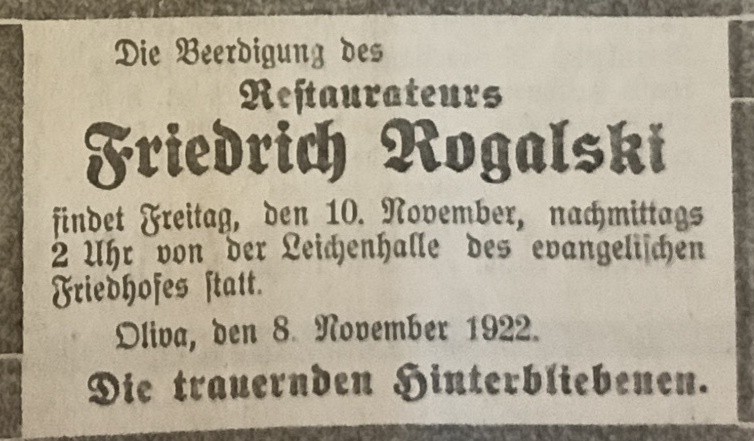 Die Beerdigung des
Restaurateurs
Friedrich Rogalski
findet Freitag, den 10. November, nachmittags
2 Uhr von der Leichenhalle des evangelischen
Friedhofes statt.
Oliva, den 8. November 1922.
Die trauernden Hinterbliebenen.